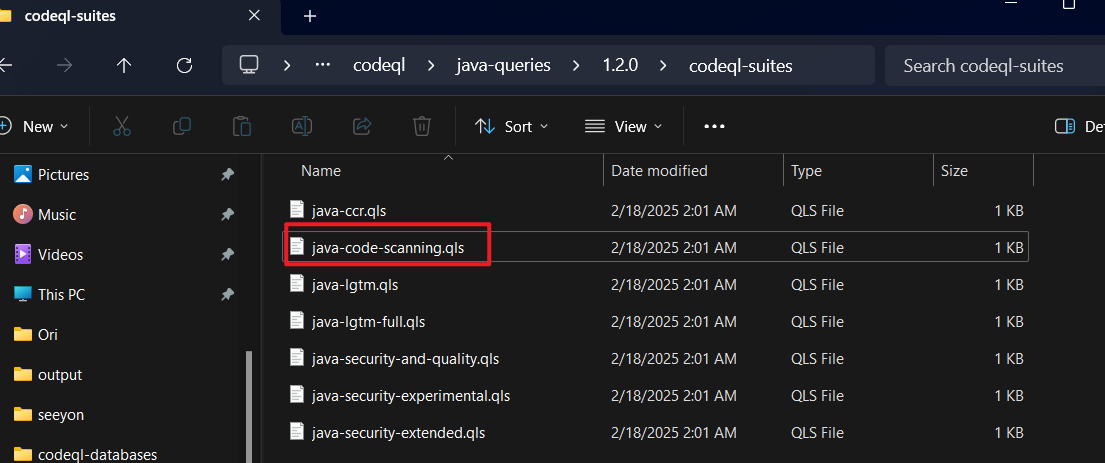 codeql-suites
codeql
java-queries
1.2.0
codeql-suites
Search codeql-suites
New
Sort
View
Name
Date modified
Type
Size
Pictures
Music
Videos
This PC
Ori
output
seeyon
codeql-databases
java-ccr.qls 2/18/2025 2:01 AM QLS File 1 KB
java-code-scanning.qls 2/18/2025 2:01 AM QLS File 1 KB
java-lgtm.qls 2/18/2025 2:01 AM QLS File 1 KB
java-lgtm-full.qls 2/18/2025 2:01 AM QLS File 1 KB
java-security-and-quality.qls 2/18/2025 2:01 AM QLS File 1 KB
java-security-experimental.qls 2/18/2025 2:01 AM QLS File 1 KB
java-security-extended.qls 2/18/2025 2:01 AM QLS File 1 KB